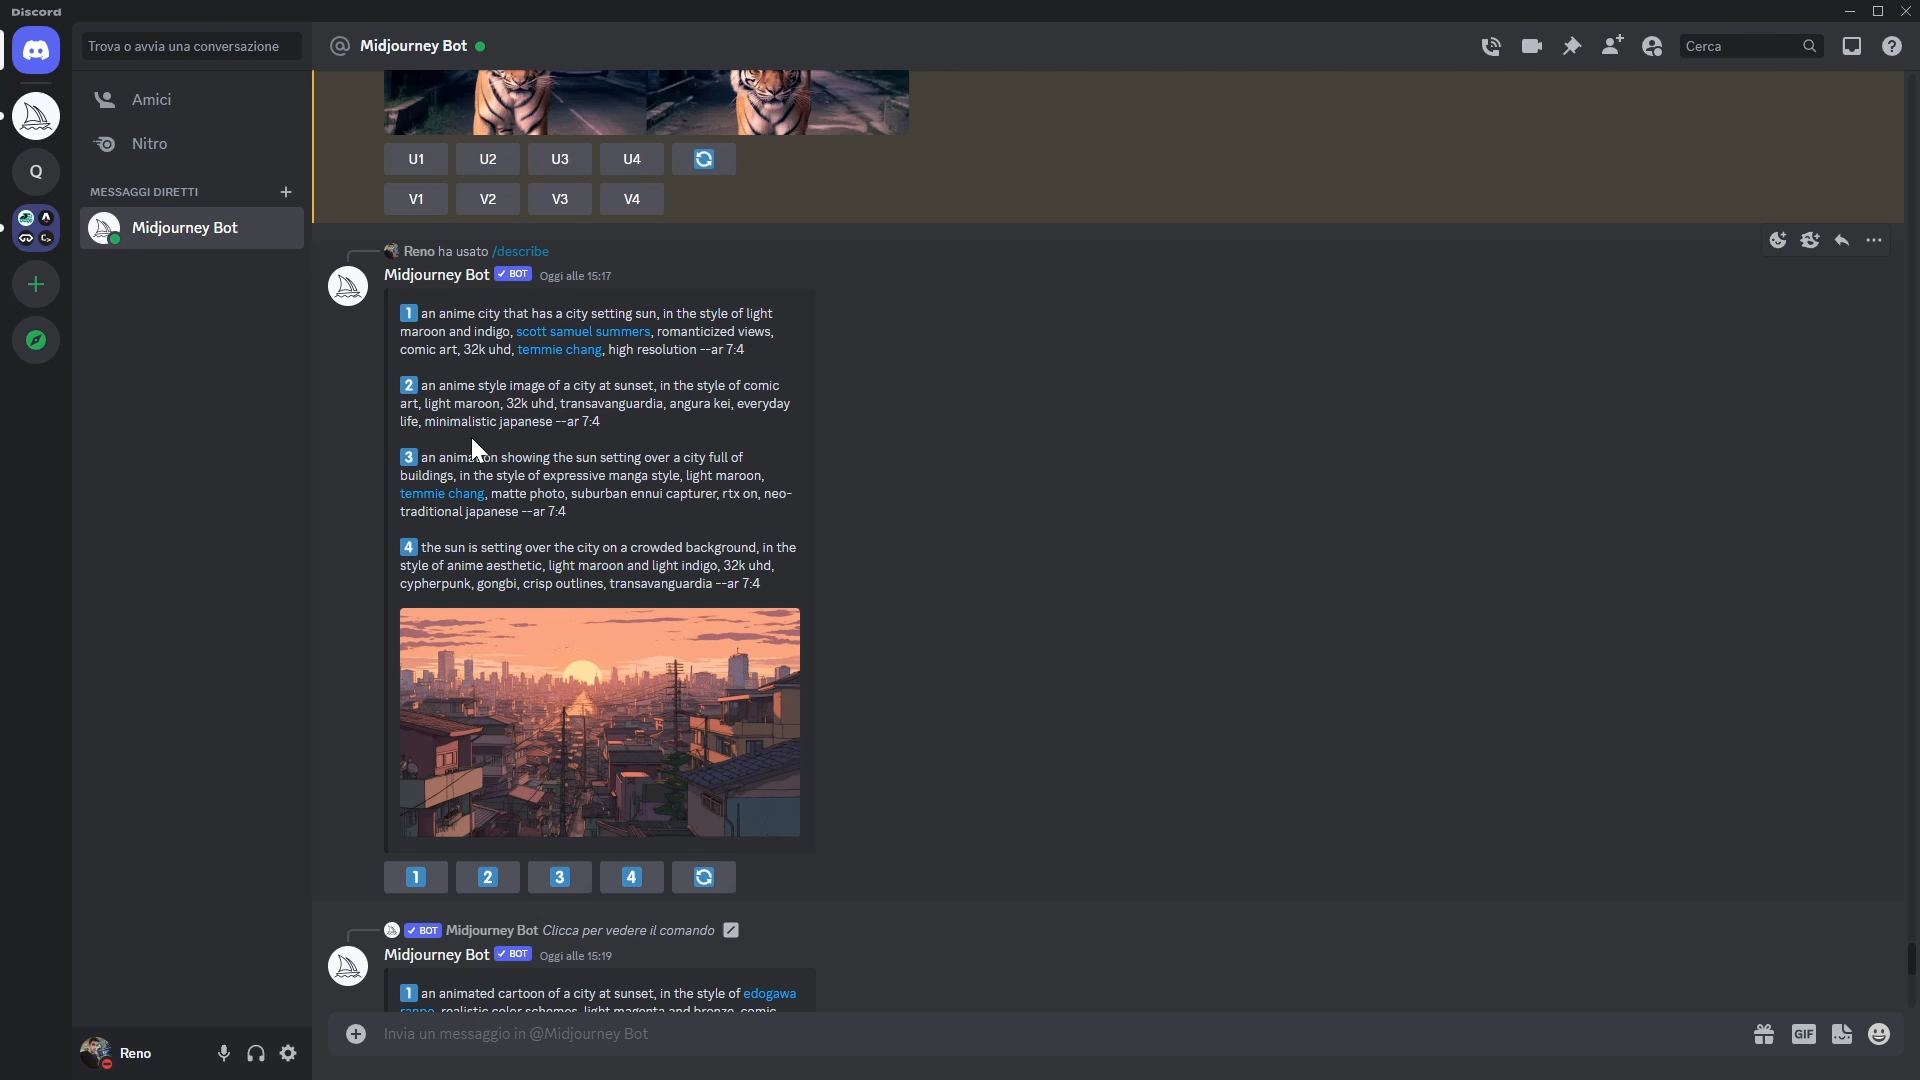 Discord
Trova o avvia una conversazione
Midjourney Bot
Cerca
Amici
Nitro
Q
MESSAGGI DIRETTI
Midjourney Bot
U1 U2 U3 U4
V1 V2 V3 V4
Reno ha usato /describe
Midjourney Bot BOT Oggi alle 15:17
1 an anime city that has a city setting sun, in the style of light
maroon and indigo, scott samuel summers, romanticized views,
comic art, 32k uhd, temmie chang, high resolution --ar 7:4
2 an anime style image of a city at sunset, in the style of comic
art, light maroon, 32k uhd, transavanguardia, angura kei, everyday
life, minimalistic japanese --ar 7:4
3 an animation showing the sun setting over a city full of
buildings, in the style of expressive manga style, light maroon,
temmie chang, matte photo, suburban ennui capturer, rtx on, neo-
traditional japanese --ar 7:4
4 the sun is setting over the city on a crowded background, in the
style of anime aesthetic, light maroon and light indigo, 32k uhd,
cypherpunk, gongbi, crisp outlines, transavanguardia --ar 7:4
1 2 3 4
BOT Midjourney Bot Clicca per vedere il comando
Midjourney Bot BOT Oggi alle 15:19
1 an animated cartoon of a city at sunset, in the style of edogawa
ranpo, realistic color schemes, light magenta and bronze, comic
Invia un messaggio in @Midjourney Bot
GIF
Reno